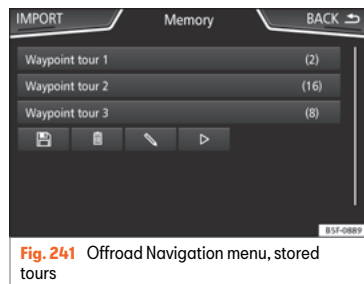 IMPORT Memory BACK
Waypoint tour 1 (2)
Waypoint tour 2 (16)
Waypoint tour 3 (8)
B5F-0889
Fig. 241 Offroad Navigation menu, stored
tours